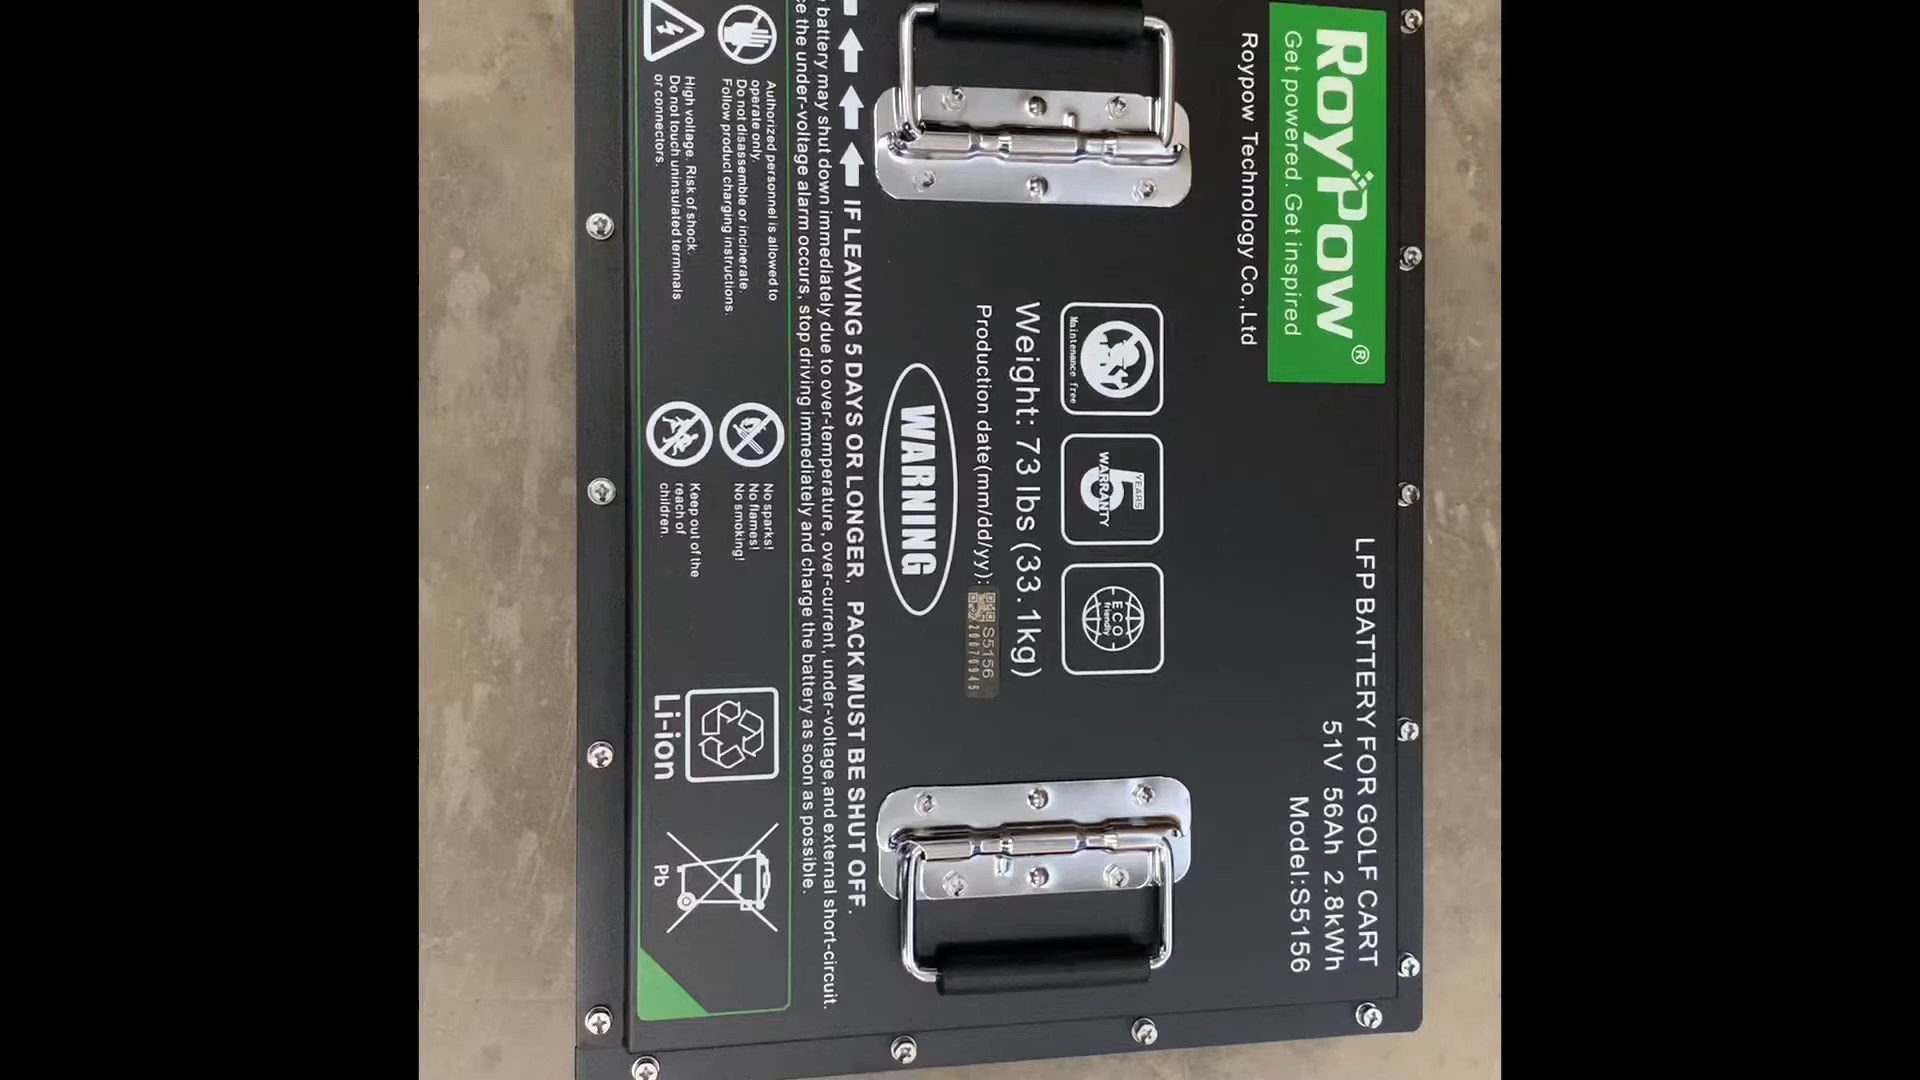 RoyPow®
Get powered. Get inspired
Roypow Technology Co.,Ltd
LFP BATTERY FOR GOLF CART
51V 56Ah 2.8kWh
Model:S5156
Maintenance free
5 YEARS
WARRANTY
ECO
friendly
Weight: 73 lbs (33.1kg)
Production date(mm/dd/yy):
S5156
WARNING
IF LEAVING 5 DAYS OR LONGER, PACK MUST BE SHUT OFF.
battery may shut down immediately due to over-temperature, over-current, under-voltage,and external short-circuit.
the under-voltage alarm occurs, stop driving immediately and charge the battery as soon as possible.
Authorized personnel is allowed to
operate only.
Do not disassemble or incinerate.
Follow product charging instructions.
No sparks!
No flames!
No smoking!
High voltage. Risk of shock.
Do not touch uninsulated terminals
or connectors.
Keep out of the
reach of
children.
Li-ion
Pb